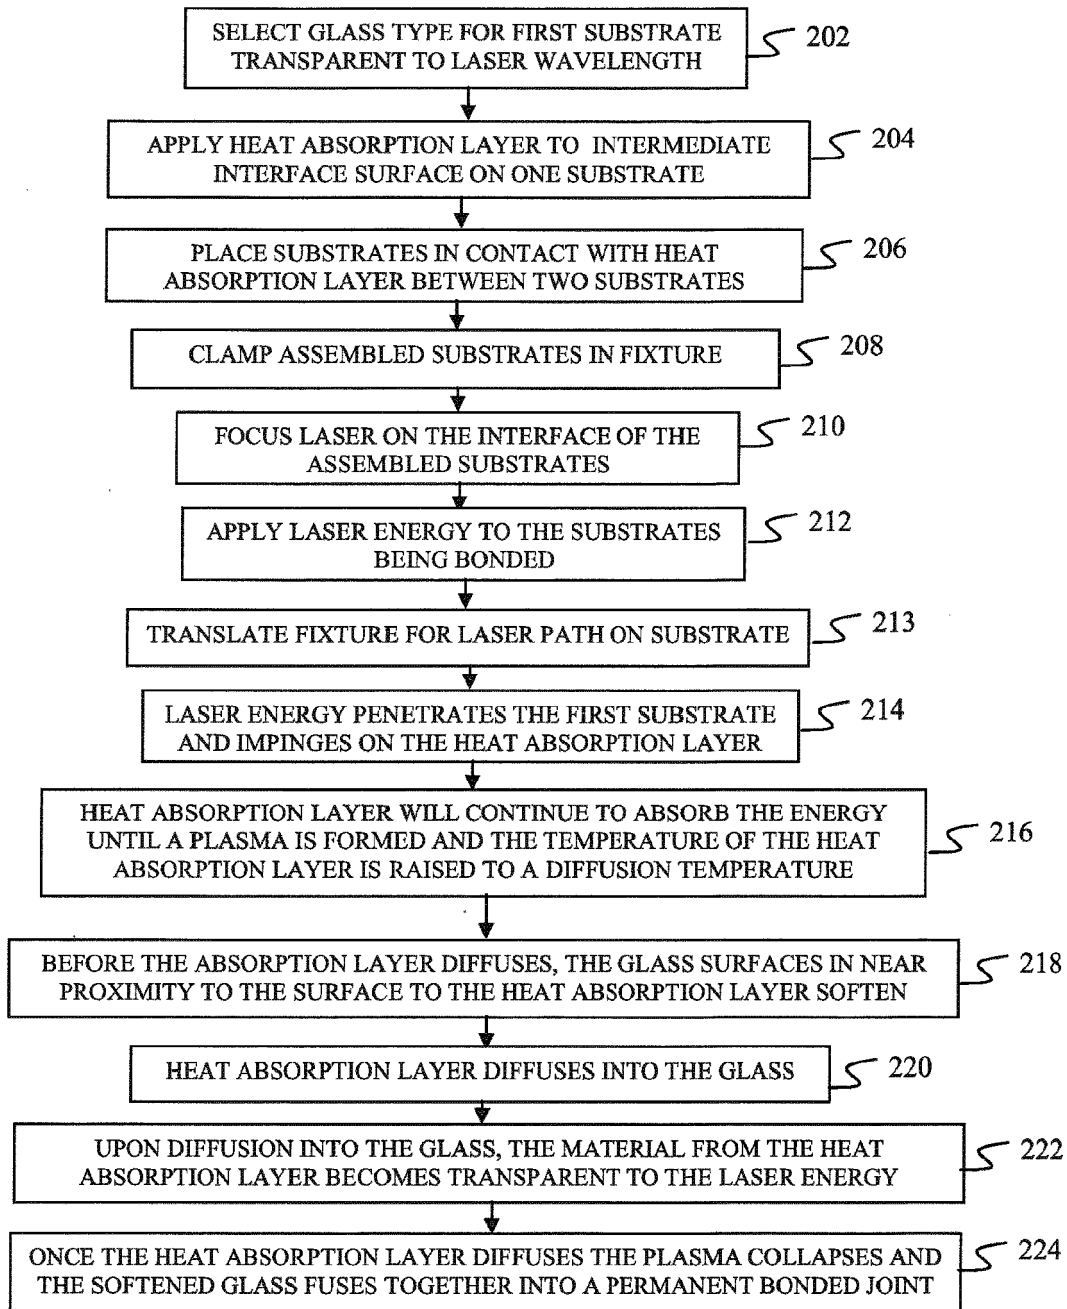 SELECT GLASS TYPE FOR FIRST SUBSTRATE
TRANSPARENT TO LASER WAVELENGTH
202
APPLY HEAT ABSORPTION LAYER TO INTERMEDIATE
INTERFACE SURFACE ON ONE SUBSTRATE
204
PLACE SUBSTRATES IN CONTACT WITH HEAT
ABSORPTION LAYER BETWEEN TWO SUBSTRATES
206
CLAMP ASSEMBLED SUBSTRATES IN FIXTURE
208
FOCUS LASER ON THE INTERFACE OF THE
ASSEMBLED SUBSTRATES
210
APPLY LASER ENERGY TO THE SUBSTRATES
BEING BONDED
212
TRANSLATE FIXTURE FOR LASER PATH ON SUBSTRATE
213
LASER ENERGY PENETRATES THE FIRST SUBSTRATE
AND IMPINGES ON THE HEAT ABSORPTION LAYER
214
HEAT ABSORPTION LAYER WILL CONTINUE TO ABSORB THE ENERGY
UNTIL A PLASMA IS FORMED AND THE TEMPERATURE OF THE HEAT
ABSORPTION LAYER IS RAISED TO A DIFFUSION TEMPERATURE
216
BEFORE THE ABSORPTION LAYER DIFFUSES, THE GLASS SURFACES IN NEAR
PROXIMITY TO THE SURFACE TO THE HEAT ABSORPTION LAYER SOFTEN
218
HEAT ABSORPTION LAYER DIFFUSES INTO THE GLASS
220
UPON DIFFUSION INTO THE GLASS, THE MATERIAL FROM THE HEAT
ABSORPTION LAYER BECOMES TRANSPARENT TO THE LASER ENERGY
222
ONCE THE HEAT ABSORPTION LAYER DIFFUSES THE PLASMA COLLAPSES AND
THE SOFTENED GLASS FUSES TOGETHER INTO A PERMANENT BONDED JOINT
224